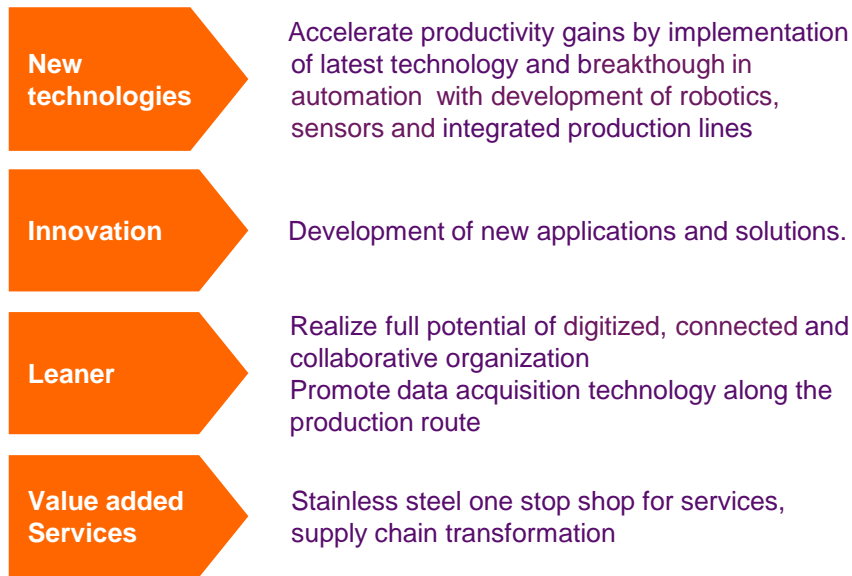 New
technologies
Accelerate productivity gains by implementation
of latest technology and breakthough in
automation with development of robotics,
sensors and integrated production lines
Innovation
Development of new applications and solutions.
Leaner
Realize full potential of digitized, connected and
collaborative organization
Promote data acquisition technology along the
production route
Value added
Services
Stainless steel one stop shop for services,
supply chain transformation